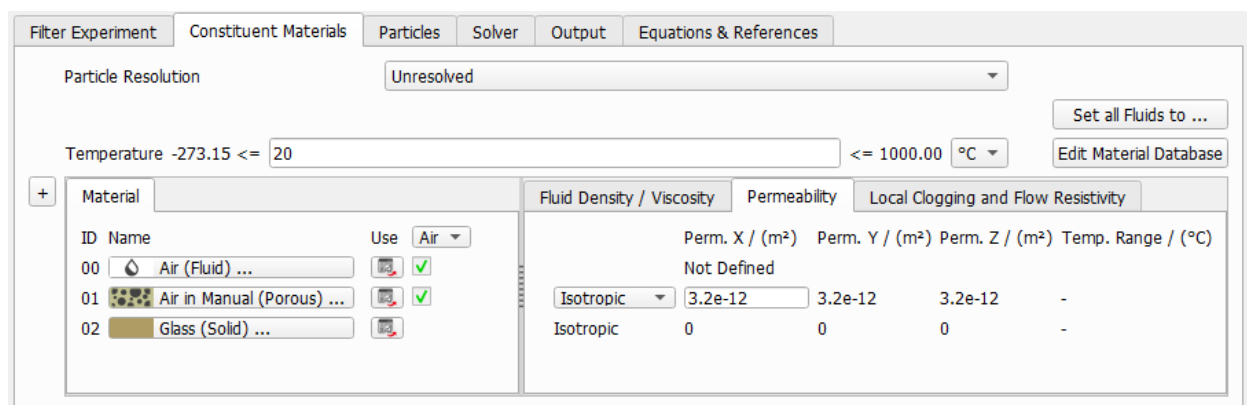 Filter Experiment Constituent Materials Particles Solver Output Equations & References
Particle Resolution Unresolved
Set all Fluids to ...
Temperature -273.15 <= 20 <= 1000.00 °C Edit Material Database
+ Material Fluid Density / Viscosity Permeability Local Clogging and Flow Resistivity
ID Name Use Air Perm. X / (m²) Perm. Y / (m²) Perm. Z / (m²) Temp. Range / (°C)
00 Air (Fluid) ... Not Defined
01 Air in Manual (Porous) ... Isotropic 3.2e-12 3.2e-12 3.2e-12 -
02 Glass (Solid) ... Isotropic 0 0 0 -